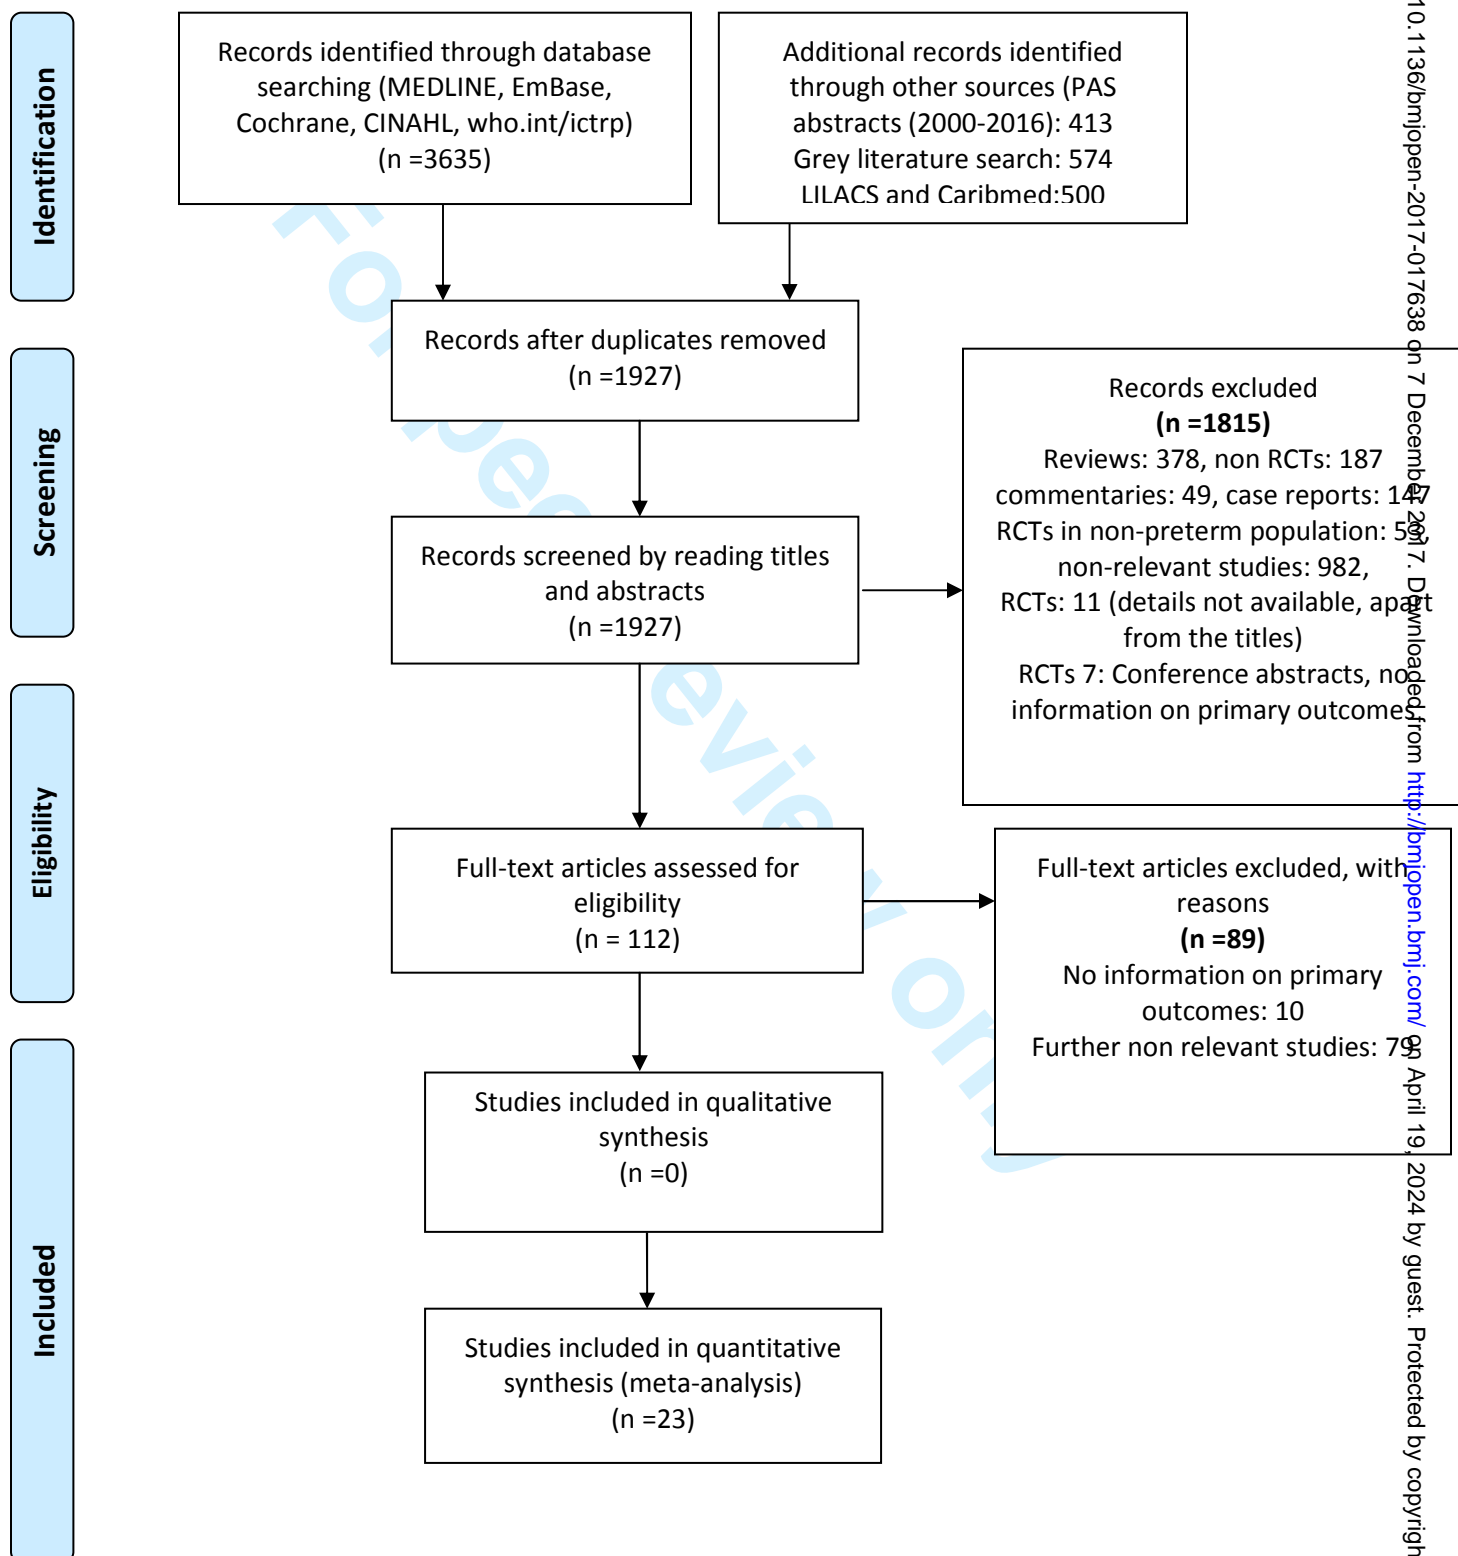 Identification
Records identified through database
searching (MEDLINE, EmBase,
Cochrane, CINAHL, who.int/ictrp)
(n =3635)
Additional records identified
through other sources (PAS
abstracts (2000-2016): 413
Grey literature search: 574
LILACS and Caribmed:500
Records after duplicates removed
(n =1927)
Screening
Records screened by reading titles
and abstracts
(n =1927)
Records excluded
(n =1815)
Reviews: 378, non RCTs: 187
commentaries: 49, case reports: 147
RCTs in non-preterm population: 53,
non-relevant studies: 982,
RCTs: 11 (details not available, apart
from the titles)
RCTs 7: Conference abstracts, no
information on primary outcomes
Eligibility
Full-text articles assessed for
eligibility
(n = 112)
Full-text articles excluded, with
reasons
(n =89)
No information on primary
outcomes: 10
Further non relevant studies: 79
Included
Studies included in qualitative
synthesis
(n =0)
Studies included in quantitative
synthesis (meta-analysis)
(n =23)
For peer review only
10.1136/bmjopen-2017-017638 on 7 December 2017. Downloaded from http://bmjopen.bmj.com/ on April 19, 2024 by guest. Protected by copyrigh